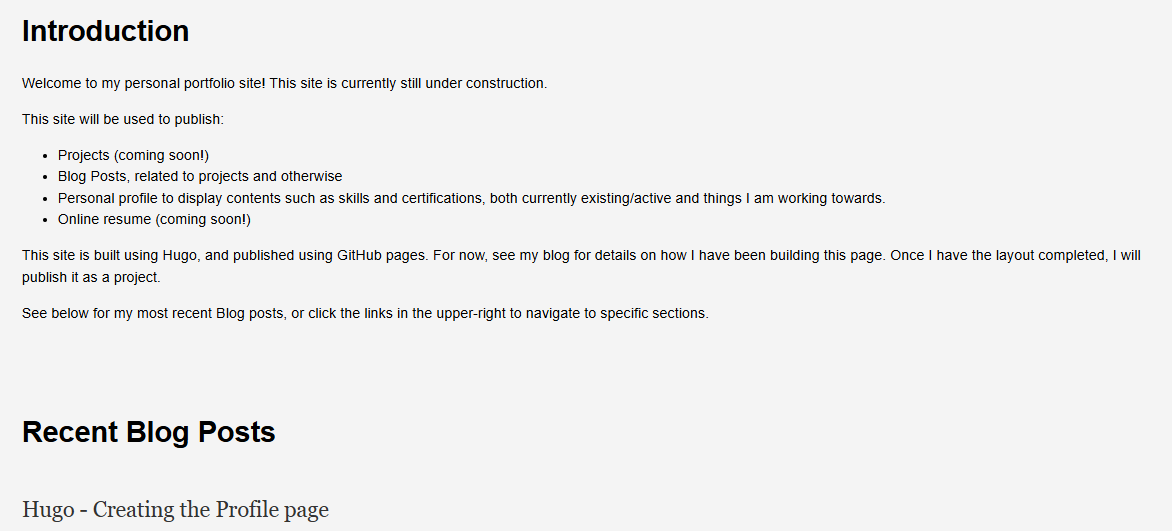 Introduction
Welcome to my personal portfolio site! This site is currently still under construction.
This site will be used to publish:
• Projects (coming soon!)
• Blog Posts, related to projects and otherwise
• Personal profile to display contents such as skills and certifications, both currently existing/active and things I am working towards.
• Online resume (coming soon!)
This site is built using Hugo, and published using GitHub pages. For now, see my blog for details on how I have been building this page. Once I have the layout completed, I will
publish it as a project.
See below for my most recent Blog posts, or click the links in the upper-right to navigate to specific sections.
Recent Blog Posts
Hugo - Creating the Profile page